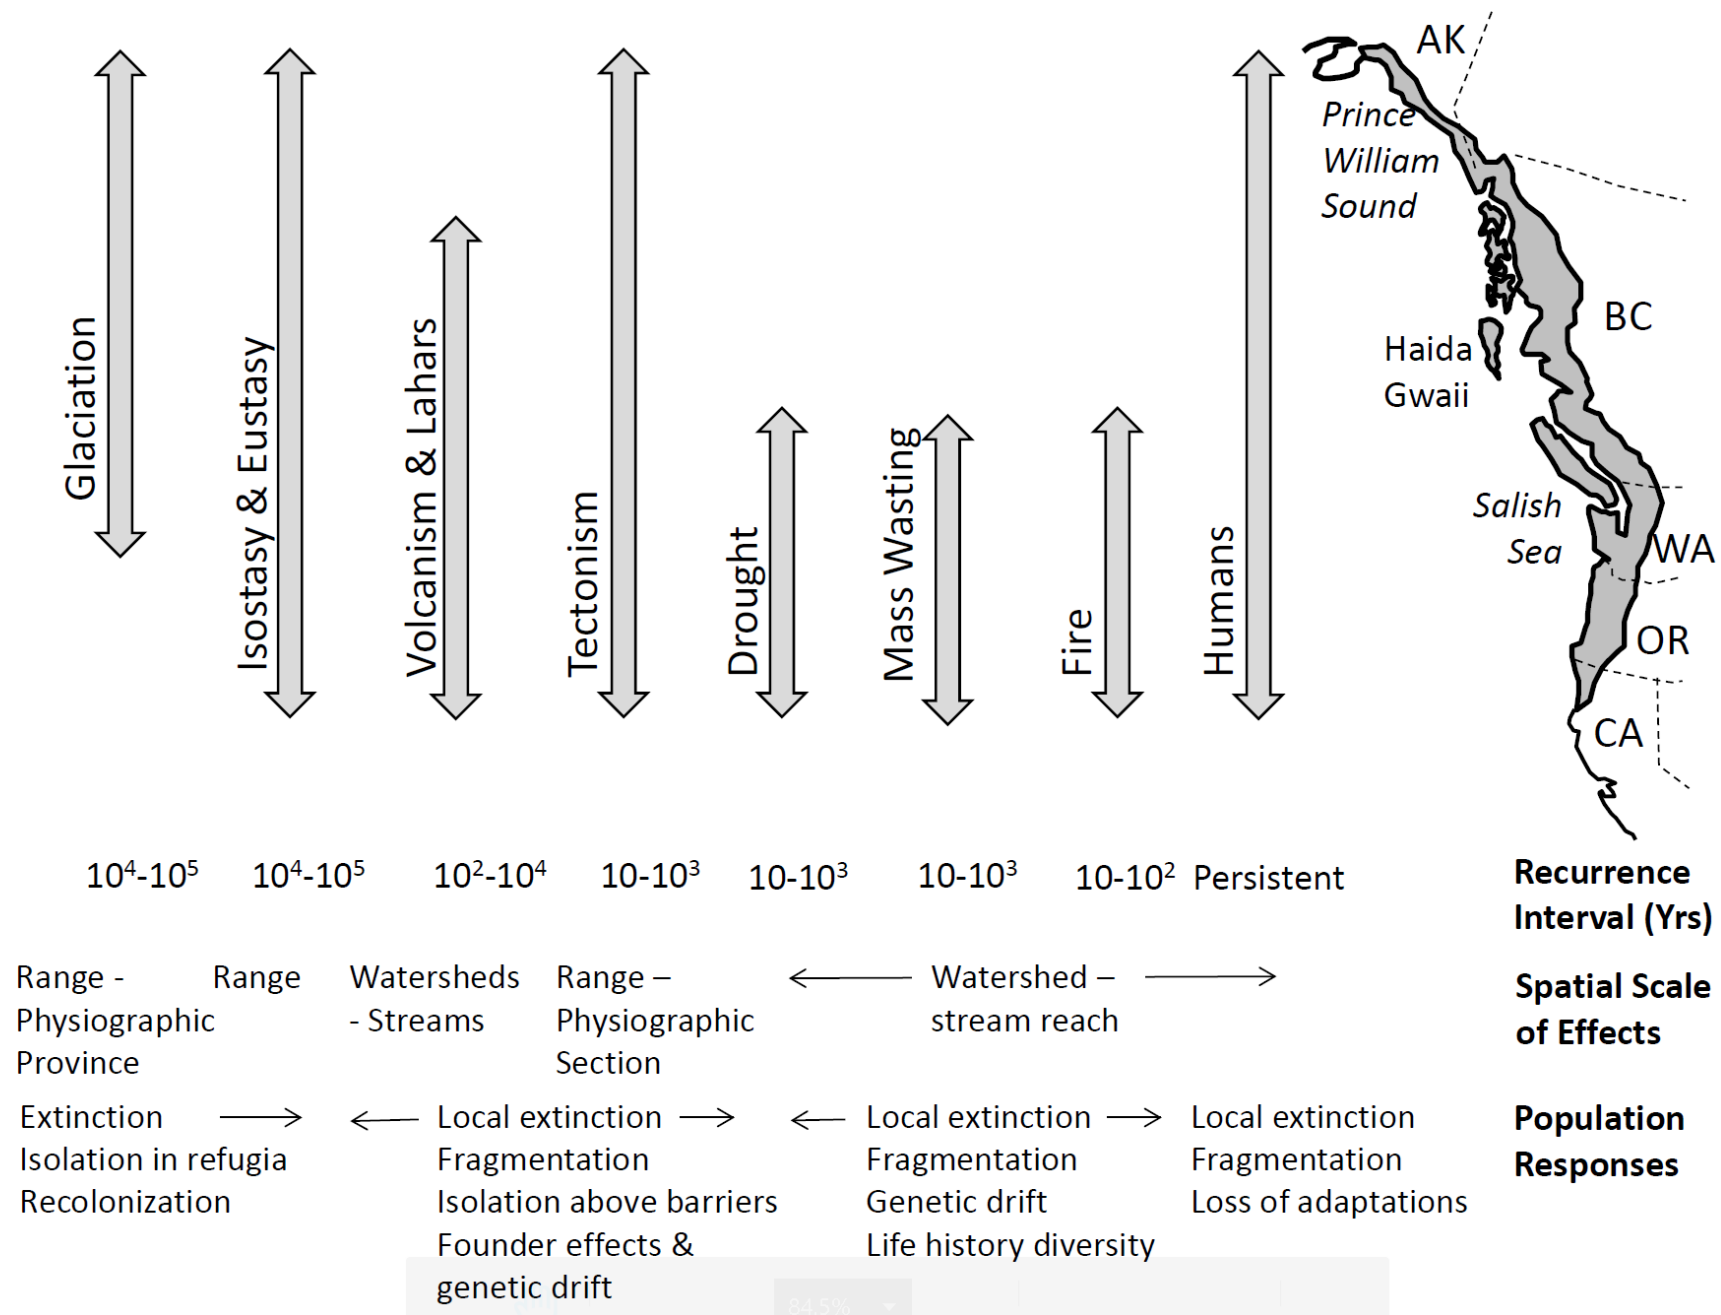 Glaciation
Isostasy & Eustasy
Volcanism & Lahars
Tectonism
Drought
Mass Wasting
Fire
Humans
AK
Prince
William
Sound
BC
Haida
Gwaii
Salish
Sea
WA
OR
CA
10⁴-10⁵
10⁴-10⁵
10²-10⁴
10-10³
10-10³
10-10³
10-10²
Persistent
Recurrence
Interval (Yrs)
Range -
Physiographic
Province
Range
Watersheds
- Streams
Range –
Physiographic
Section
Watershed –
stream reach
Spatial Scale
of Effects
Extinction
Isolation in refugia
Recolonization
Local extinction
Fragmentation
Isolation above barriers
Founder effects &
genetic drift
Local extinction
Fragmentation
Genetic drift
Life history diversity
Local extinction
Fragmentation
Loss of adaptations
Population
Responses
84.5%